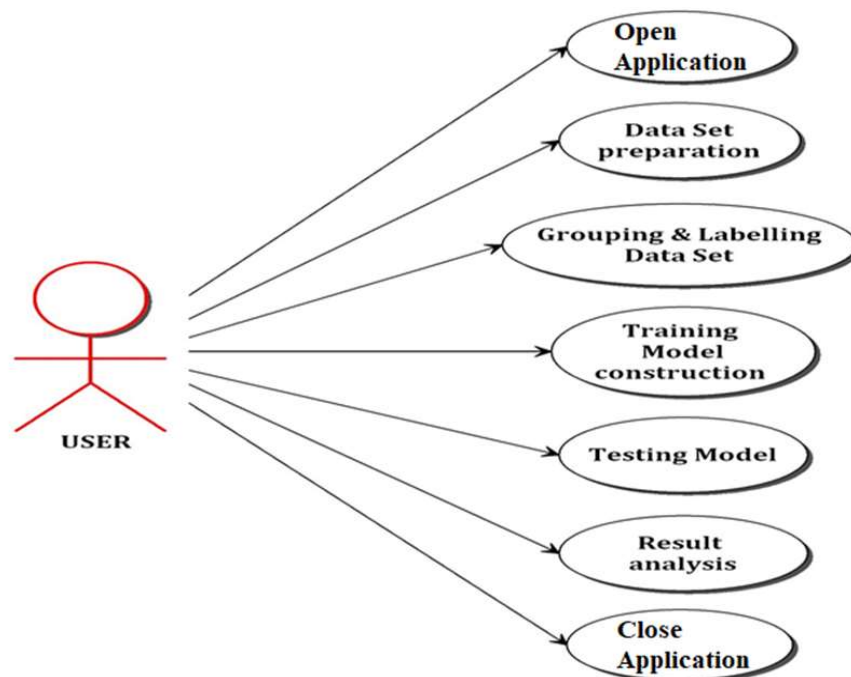 Open
Application
Data Set
preparation
Grouping & Labelling
Data Set
Training
Model
construction
USER
Testing Model
Result
analysis
Close
Application